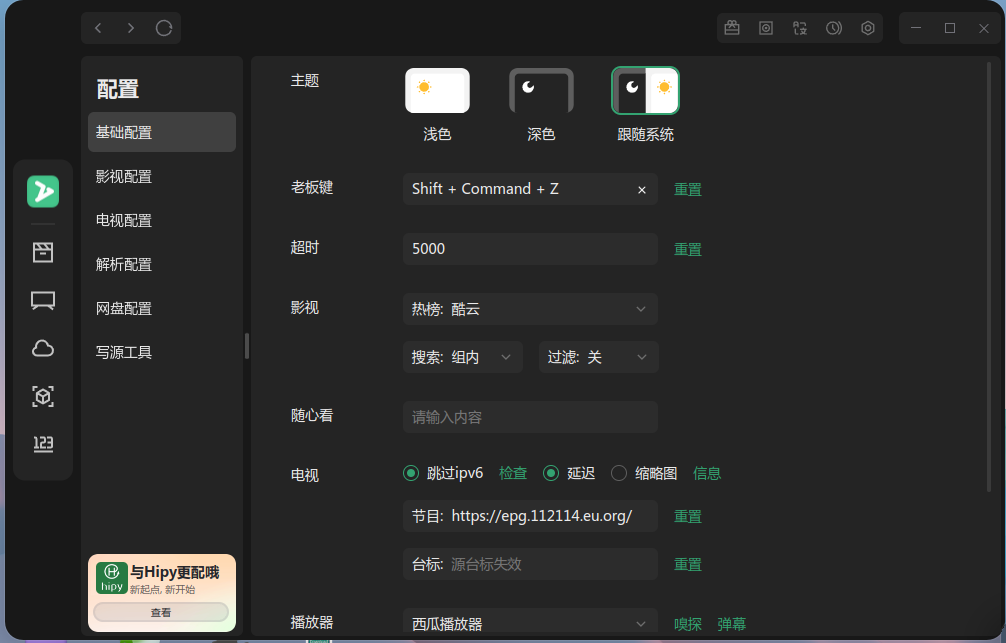 配置
基础配置
影视配置
电视配置
解析配置
网盘配置
写源工具
123
与Hipy更配哦
hipy
新起点, 新开始
查看
主题
浅色
深色
跟随系统
老板键
Shift + Command + Z
×
重置
超时
5000
重置
影视
热榜: 酷云
搜索: 组内
过滤: 关
随心看
请输入内容
电视
跳过ipv6 检查 延迟 缩略图 信息
节目: https://epg.112114.eu.org/
重置
台标: 源台标失效
重置
播放器
西瓜播放器
嗅探 弹幕